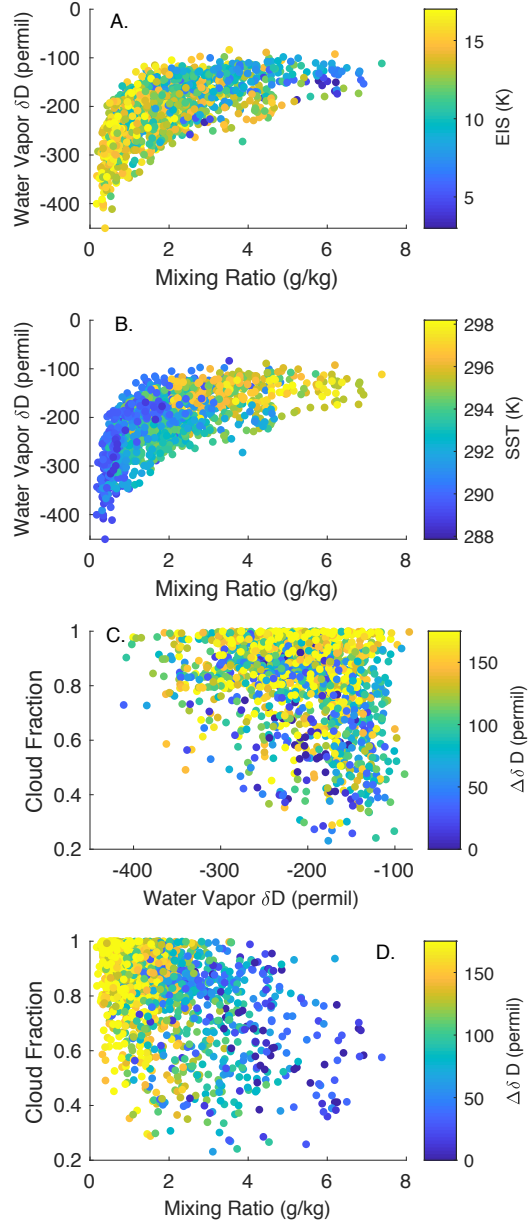 A.
0
-100
-200
-300
-400
Water Vapor δD (permil)
0 2 4 6 8
Mixing Ratio (g/kg)
15
10
5
EIS (K)
B.
0
-100
-200
-300
-400
Water Vapor δD (permil)
0 2 4 6 8
Mixing Ratio (g/kg)
298
296
294
292
290
288
SST (K)
C.
1
0.8
0.6
0.4
0.2
Cloud Fraction
-400 -300 -200 -100
Water Vapor δD (permil)
150
100
50
0
Δδ D (permil)
D.
1
0.8
0.6
0.4
0.2
Cloud Fraction
0 2 4 6 8
Mixing Ratio (g/kg)
150
100
50
0
Δδ D (permil)